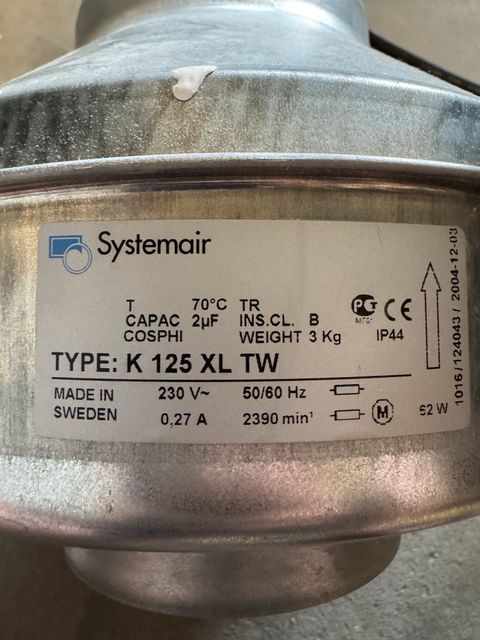 Systemair
T 70°C TR
CAPAC 2µF INS.CL. B
COSPHI WEIGHT 3 Kg IP44
TYPE: K 125 XL TW
MADE IN SWEDEN 230 V~ 50/60 Hz
0,27 A 2390 min¹ M 62 W
1016/124043/ 2004-12-03
PCT CE